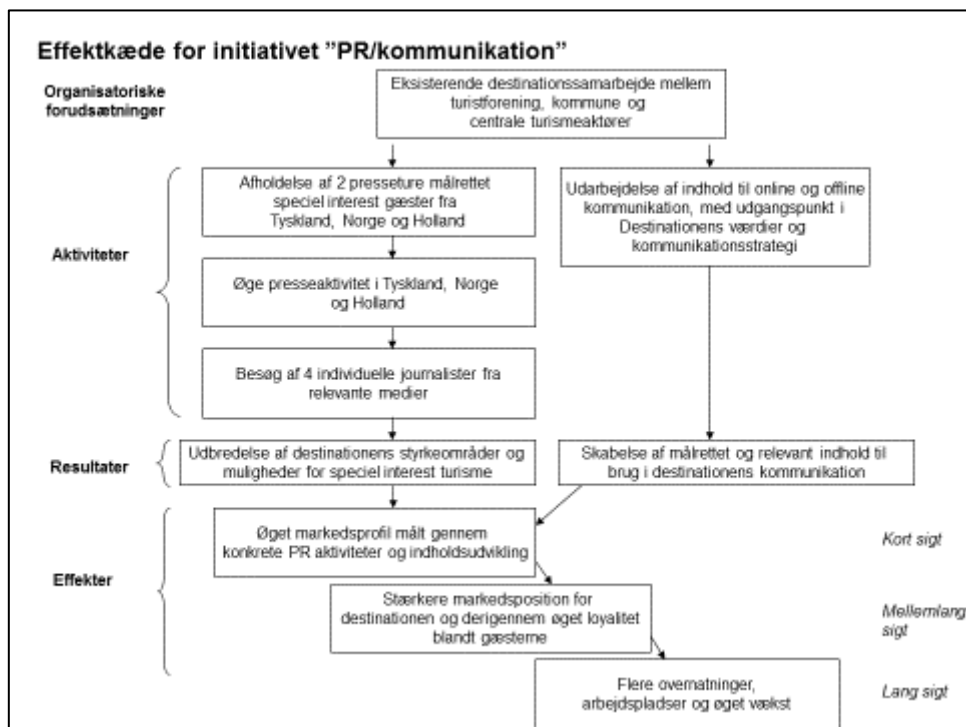 Effektkæde for initiativet ”PR/kommunikation”
Organisatoriske
forudsætninger
Eksisterende destinationssamarbejde mellem
turistforening, kommune og
centrale turismeaktører
Aktiviteter
Afholdelse af 2 presseture målrettet
speciel interest gæster fra
Tyskland, Norge og Holland
Udarbejdelse af indhold til online og offline
kommunikation, med udgangspunkt i
Destinationens værdier og
kommunikationsstrategi
Øge presseaktivitet i Tyskland, Norge
og Holland
Besøg af 4 individuelle journalister fra
relevante medier
Resultater
Udbredelse af destinationens styrkeområder og
muligheder for speciel interest turisme
Skabelse af målrettet og relevant indhold til
brug i destinationens kommunikation
Effekter
Øget markedsprofil målt gennem
konkrete PR aktiviteter og indholdsudvikling
Kort sigt
Stærkere markedsposition for
destinationen og derigennem øget loyalitet
blandt gæsterne
Mellemlang
sigt
Flere overnatninger,
arbejdspladser og øget vækst
Lang sigt